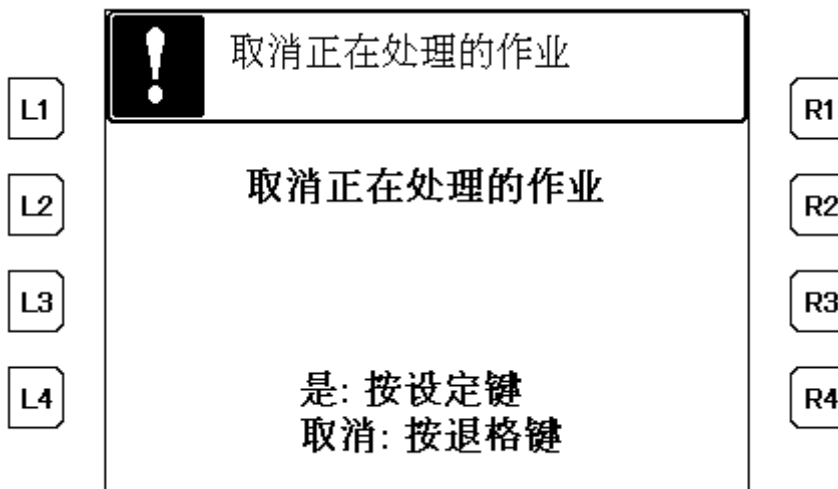 取消正在处理的作业
L1
R1
取消正在处理的作业
L2
R2
L3
R3
是: 按设定键
L4
R4
取消: 按退格键